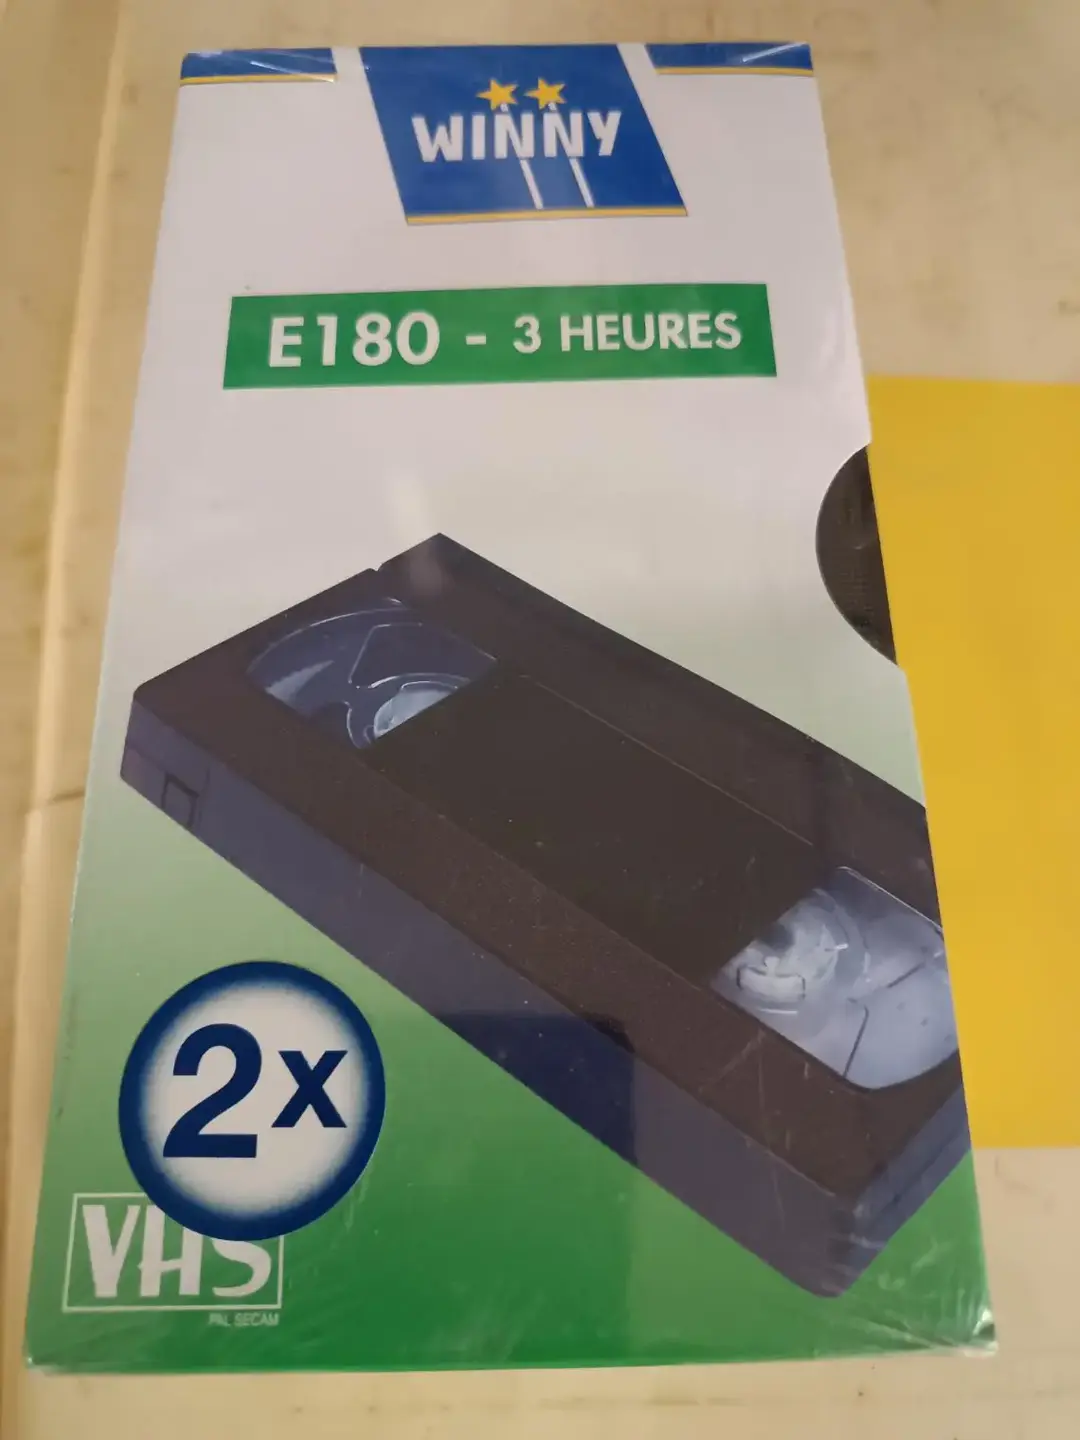 WINNY
E180 - 3 HEURES
2x
VHS
PAL SECAM